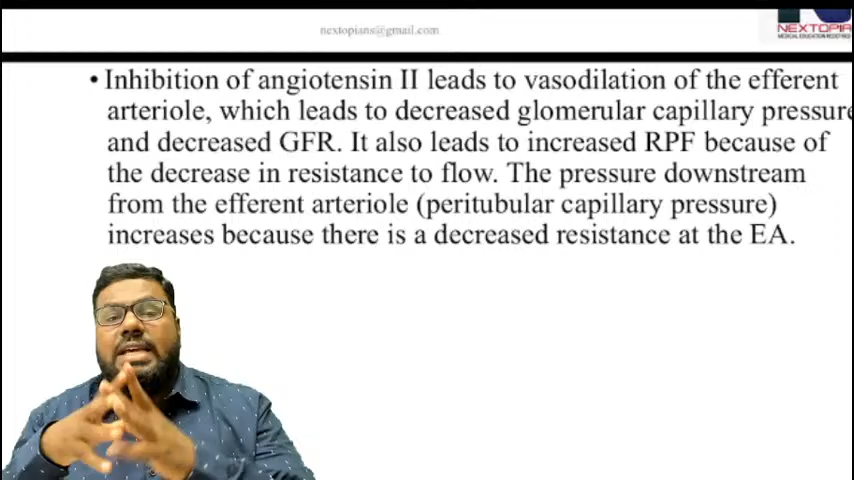 nextopians@gmail.com
NEXTOPIA
MEDICAL EDUCATION REDEFINED
• Inhibition of angiotensin II leads to vasodilation of the efferent
arteriole, which leads to decreased glomerular capillary pressure
and decreased GFR. It also leads to increased RPF because of
the decrease in resistance to flow. The pressure downstream
from the efferent arteriole (peritubular capillary pressure)
increases because there is a decreased resistance at the EA.